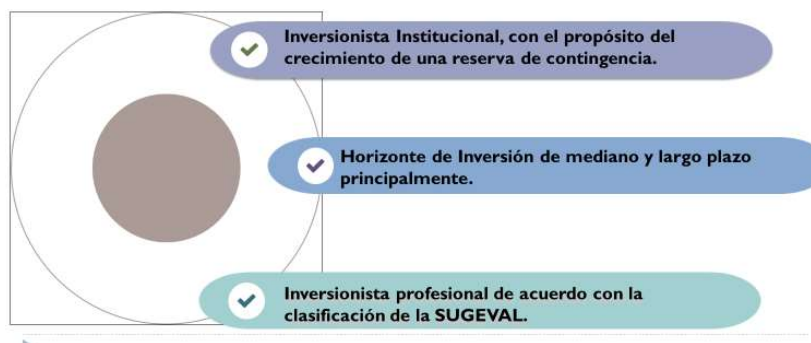 Inversionista Institucional, con el propósito del
crecimiento de una reserva de contingencia.
Horizonte de Inversión de mediano y largo plazo
principalmente.
Inversionista profesional de acuerdo con la
clasificación de la SUGEVAL.